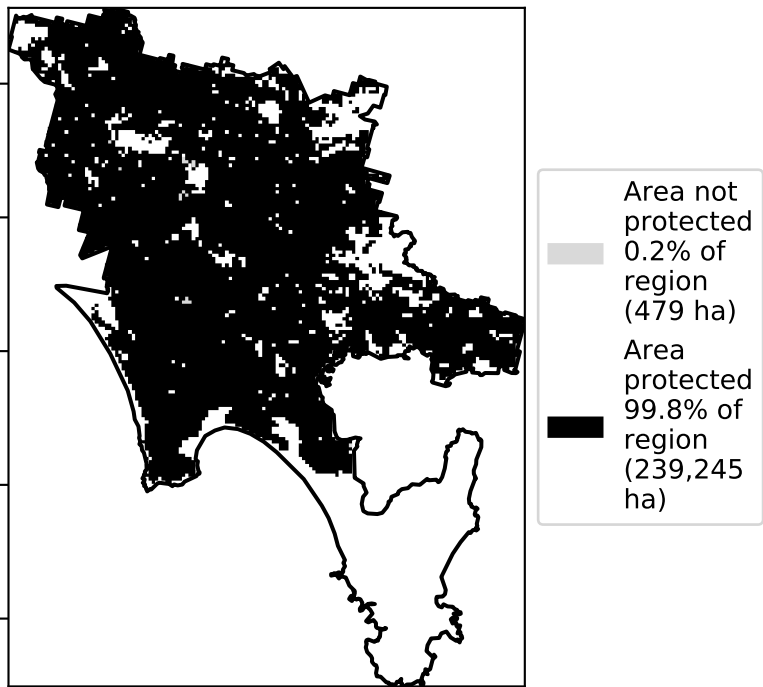 Area not
protected
0.2% of
region
(479 ha)
Area
protected
99.8% of
region
(239,245
ha)